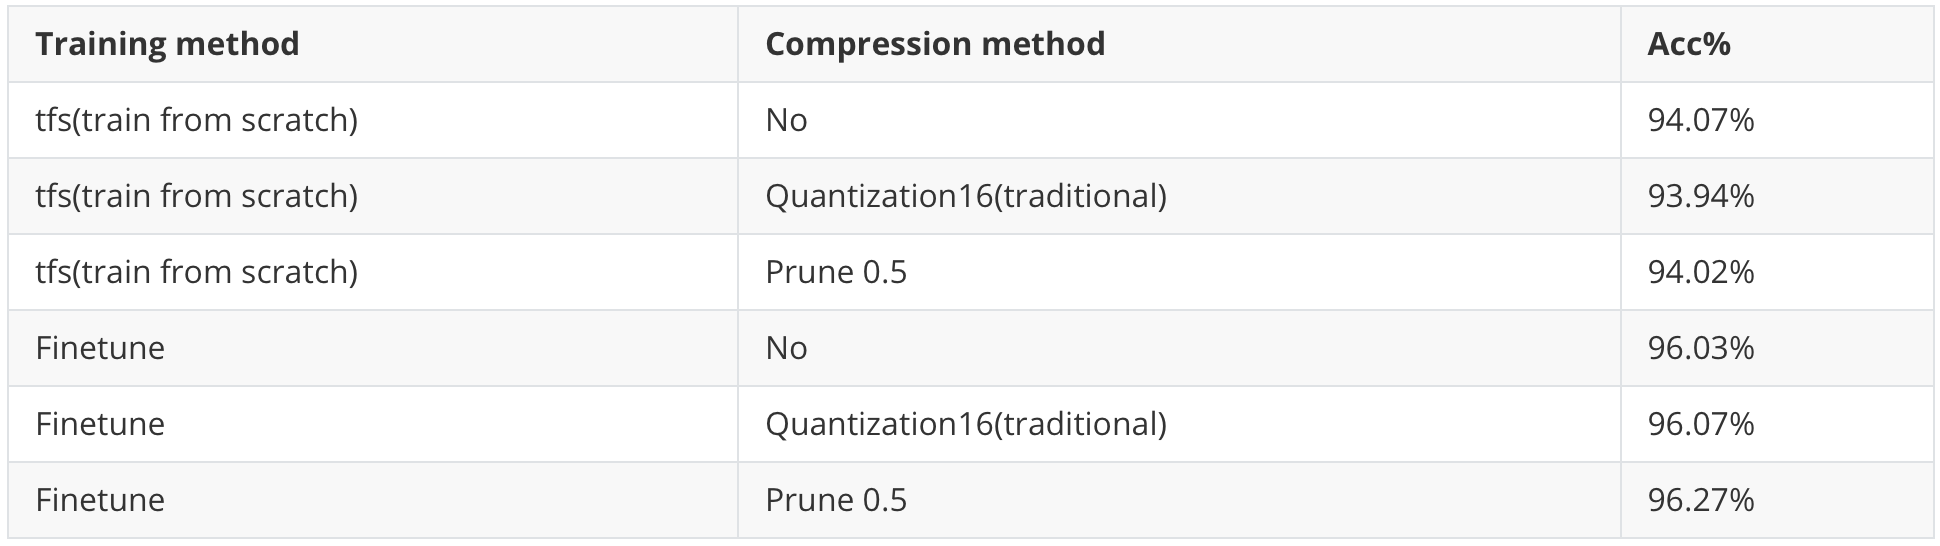 Training method Compression method Acc%
tfs(train from scratch) No 94.07%
tfs(train from scratch) Quantization16(traditional) 93.94%
tfs(train from scratch) Prune 0.5 94.02%
Finetune No 96.03%
Finetune Quantization16(traditional) 96.07%
Finetune Prune 0.5 96.27%